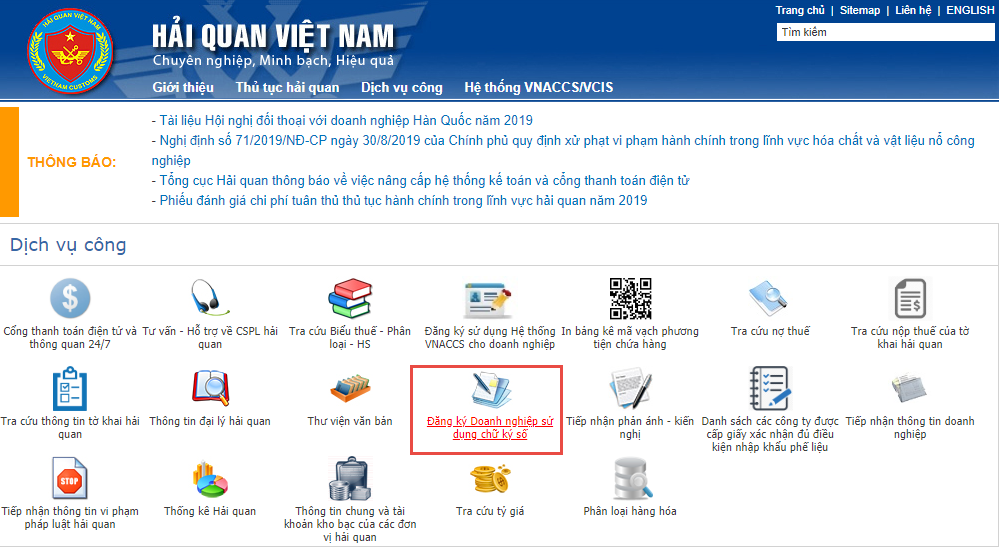 Trang chủ | Sitemap | Liên hệ | ENGLISH
HẢI QUAN VIỆT NAM
Chuyên nghiệp, Minh bạch, Hiệu quả
Tìm kiếm
HẢI QUAN VIỆT NAM
VIETNAM CUSTOMS
Giới thiệu Thủ tục hải quan Dịch vụ công Hệ thống VNACCS/VCIS
THÔNG BÁO:
- Tài liệu Hội nghị đối thoại với doanh nghiệp Hàn Quốc năm 2019
- Nghị định số 71/2019/NĐ-CP ngày 30/8/2019 của Chính phủ quy định xử phạt vi phạm hành chính trong lĩnh vực hóa chất và vật liệu nổ công
nghiệp
- Tổng cục Hải quan thông báo về việc nâng cấp hệ thống kế toán và cổng thanh toán điện tử
- Phiếu đánh giá chi phí tuân thủ thủ tục hành chính trong lĩnh vực hải quan năm 2019
Dịch vụ công
Cổng thanh toán điện tử và
thông quan 24/7
Tư vấn - Hỗ trợ về CSPL hải
quan
Tra cứu Biểu thuế - Phân
loại - HS
Đăng ký sử dụng Hệ thống
VNACCS cho doanh nghiệp
In bảng kê mã vạch phương
tiện chứa hàng
Tra cứu nợ thuế
Tra cứu nộp thuế của tờ
khai hải quan
Tra cứu thông tin tờ khai hải
quan
Thông tin đại lý hải quan
Thư viện văn bản
Đăng ký Doanh nghiệp sử
dụng chữ ký số
Tiếp nhận phản ánh - kiến
nghị
Danh sách các công ty được
cấp giấy xác nhận đủ điều
kiện nhập khẩu phế liệu
Tiếp nhận thông tin doanh
nghiệp
STOP
Tiếp nhận thông tin vi phạm
pháp luật hải quan
Thống kê Hải quan
Thông tin chung và tài
khoản kho bạc của các đơn
vị hải quan
Tra cứu tỷ giá
Phân loại hàng hóa